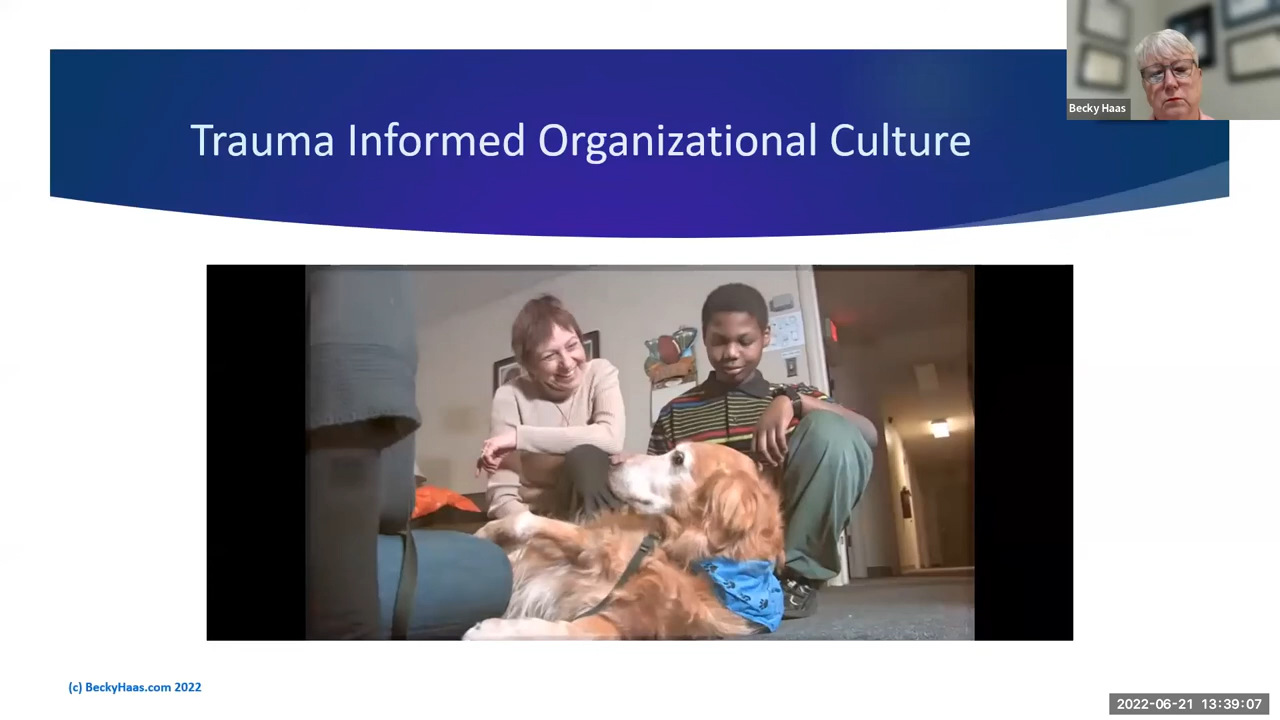 Becky Haas
Trauma Informed Organizational Culture
(c) BeckyHaas.com 2022
2022-06-21 13:39:07